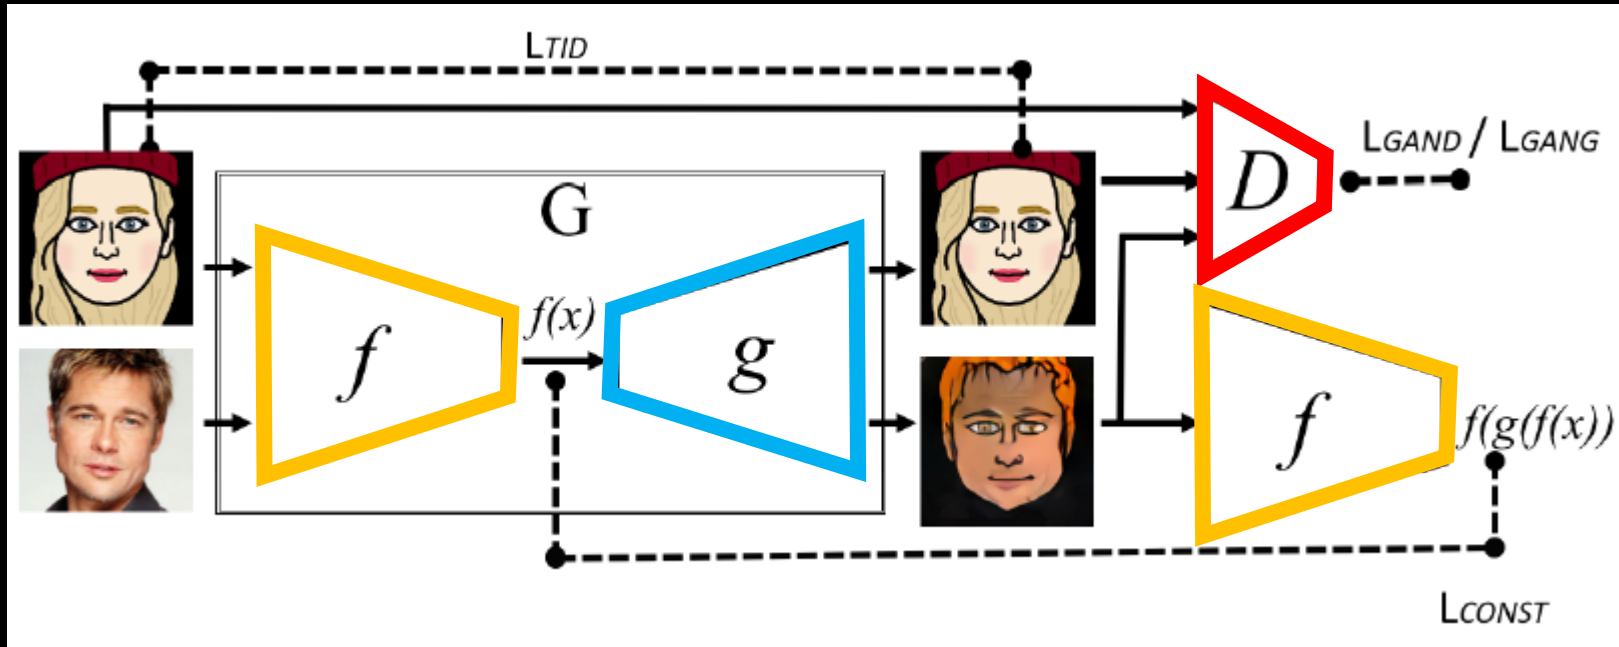 LTID
LGAND / LGANG
G
D
f
f(x)
g
f
f(g(f(x))
LCONST